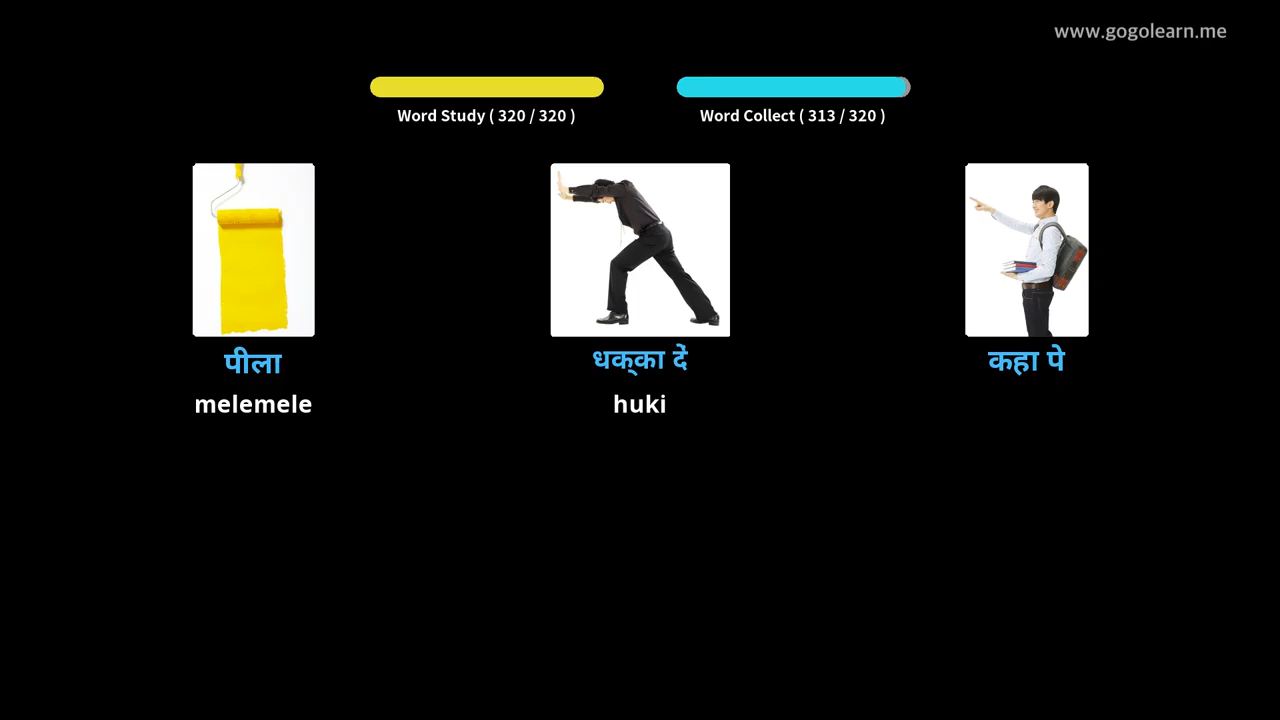 www.gogolearn.me
Word Study ( 320 / 320 )
Word Collect ( 313 / 320 )
पीला
धक्‌का दें
कहा पे
melemele
huki